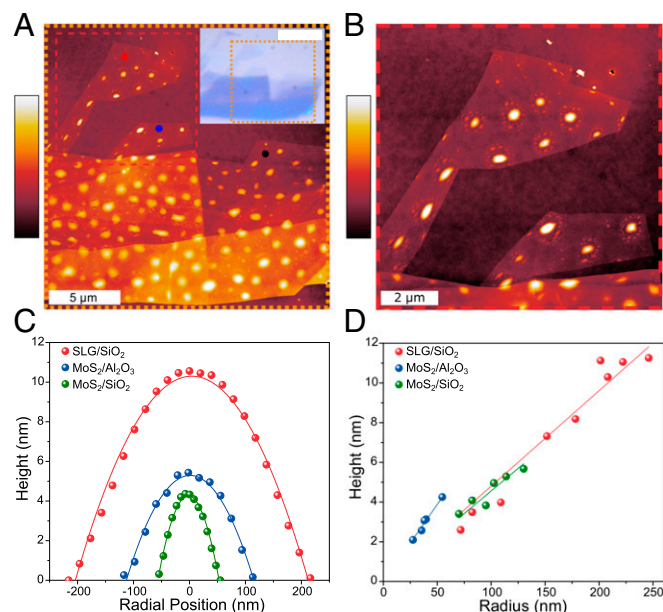 A
B
5 µm
2 µm
C
D
SLG/SiO₂
MoS₂/Al₂O₃
MoS₂/SiO₂
12
10
8
6
4
2
0
Height (nm)
-200
-100
0
100
200
Radial Position (nm)
SLG/SiO₂
MoS₂/Al₂O₃
MoS₂/SiO₂
12
10
8
6
4
2
0
Height (nm)
0
50
100
150
200
250
Radius (nm)